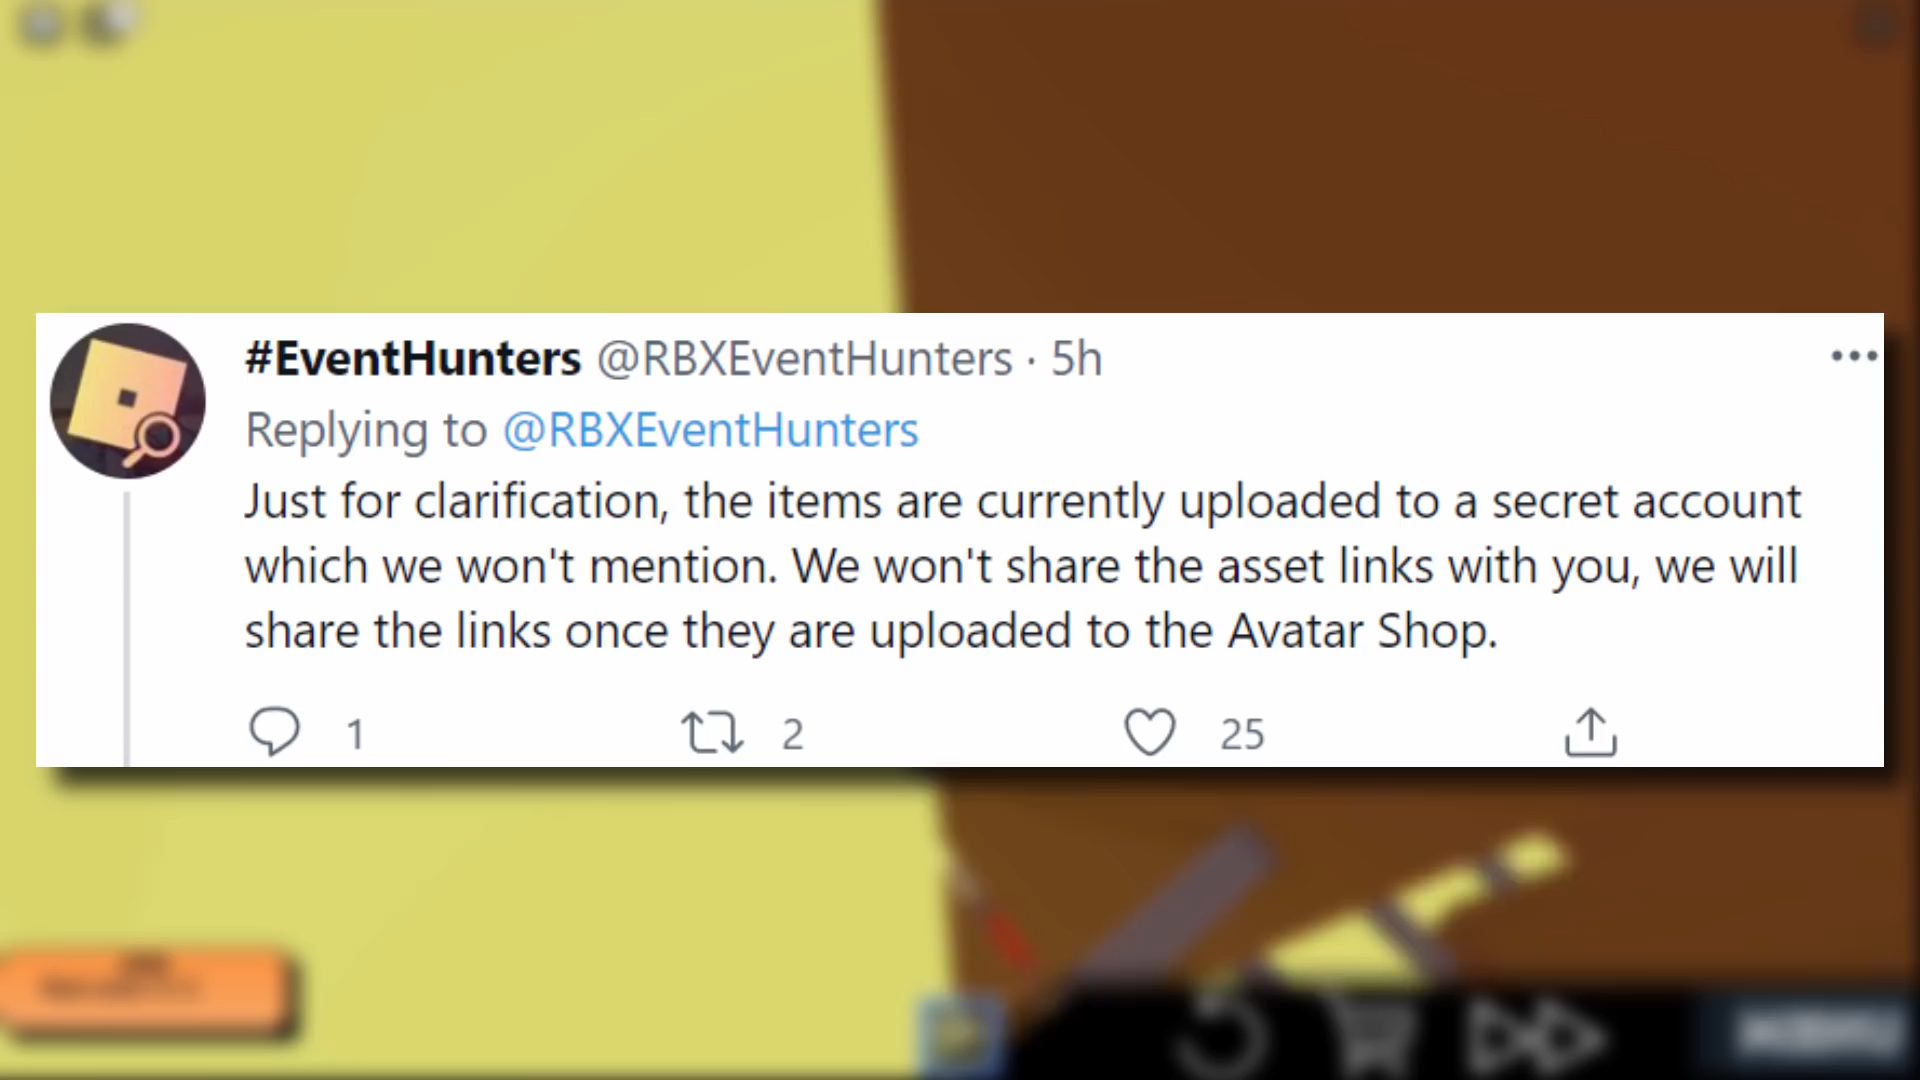 #EventHunters @RBXEventHunters · 5h
Replying to @RBXEventHunters
Just for clarification, the items are currently uploaded to a secret account
which we won't mention. We won't share the asset links with you, we will
share the links once they are uploaded to the Avatar Shop.
1 2 25